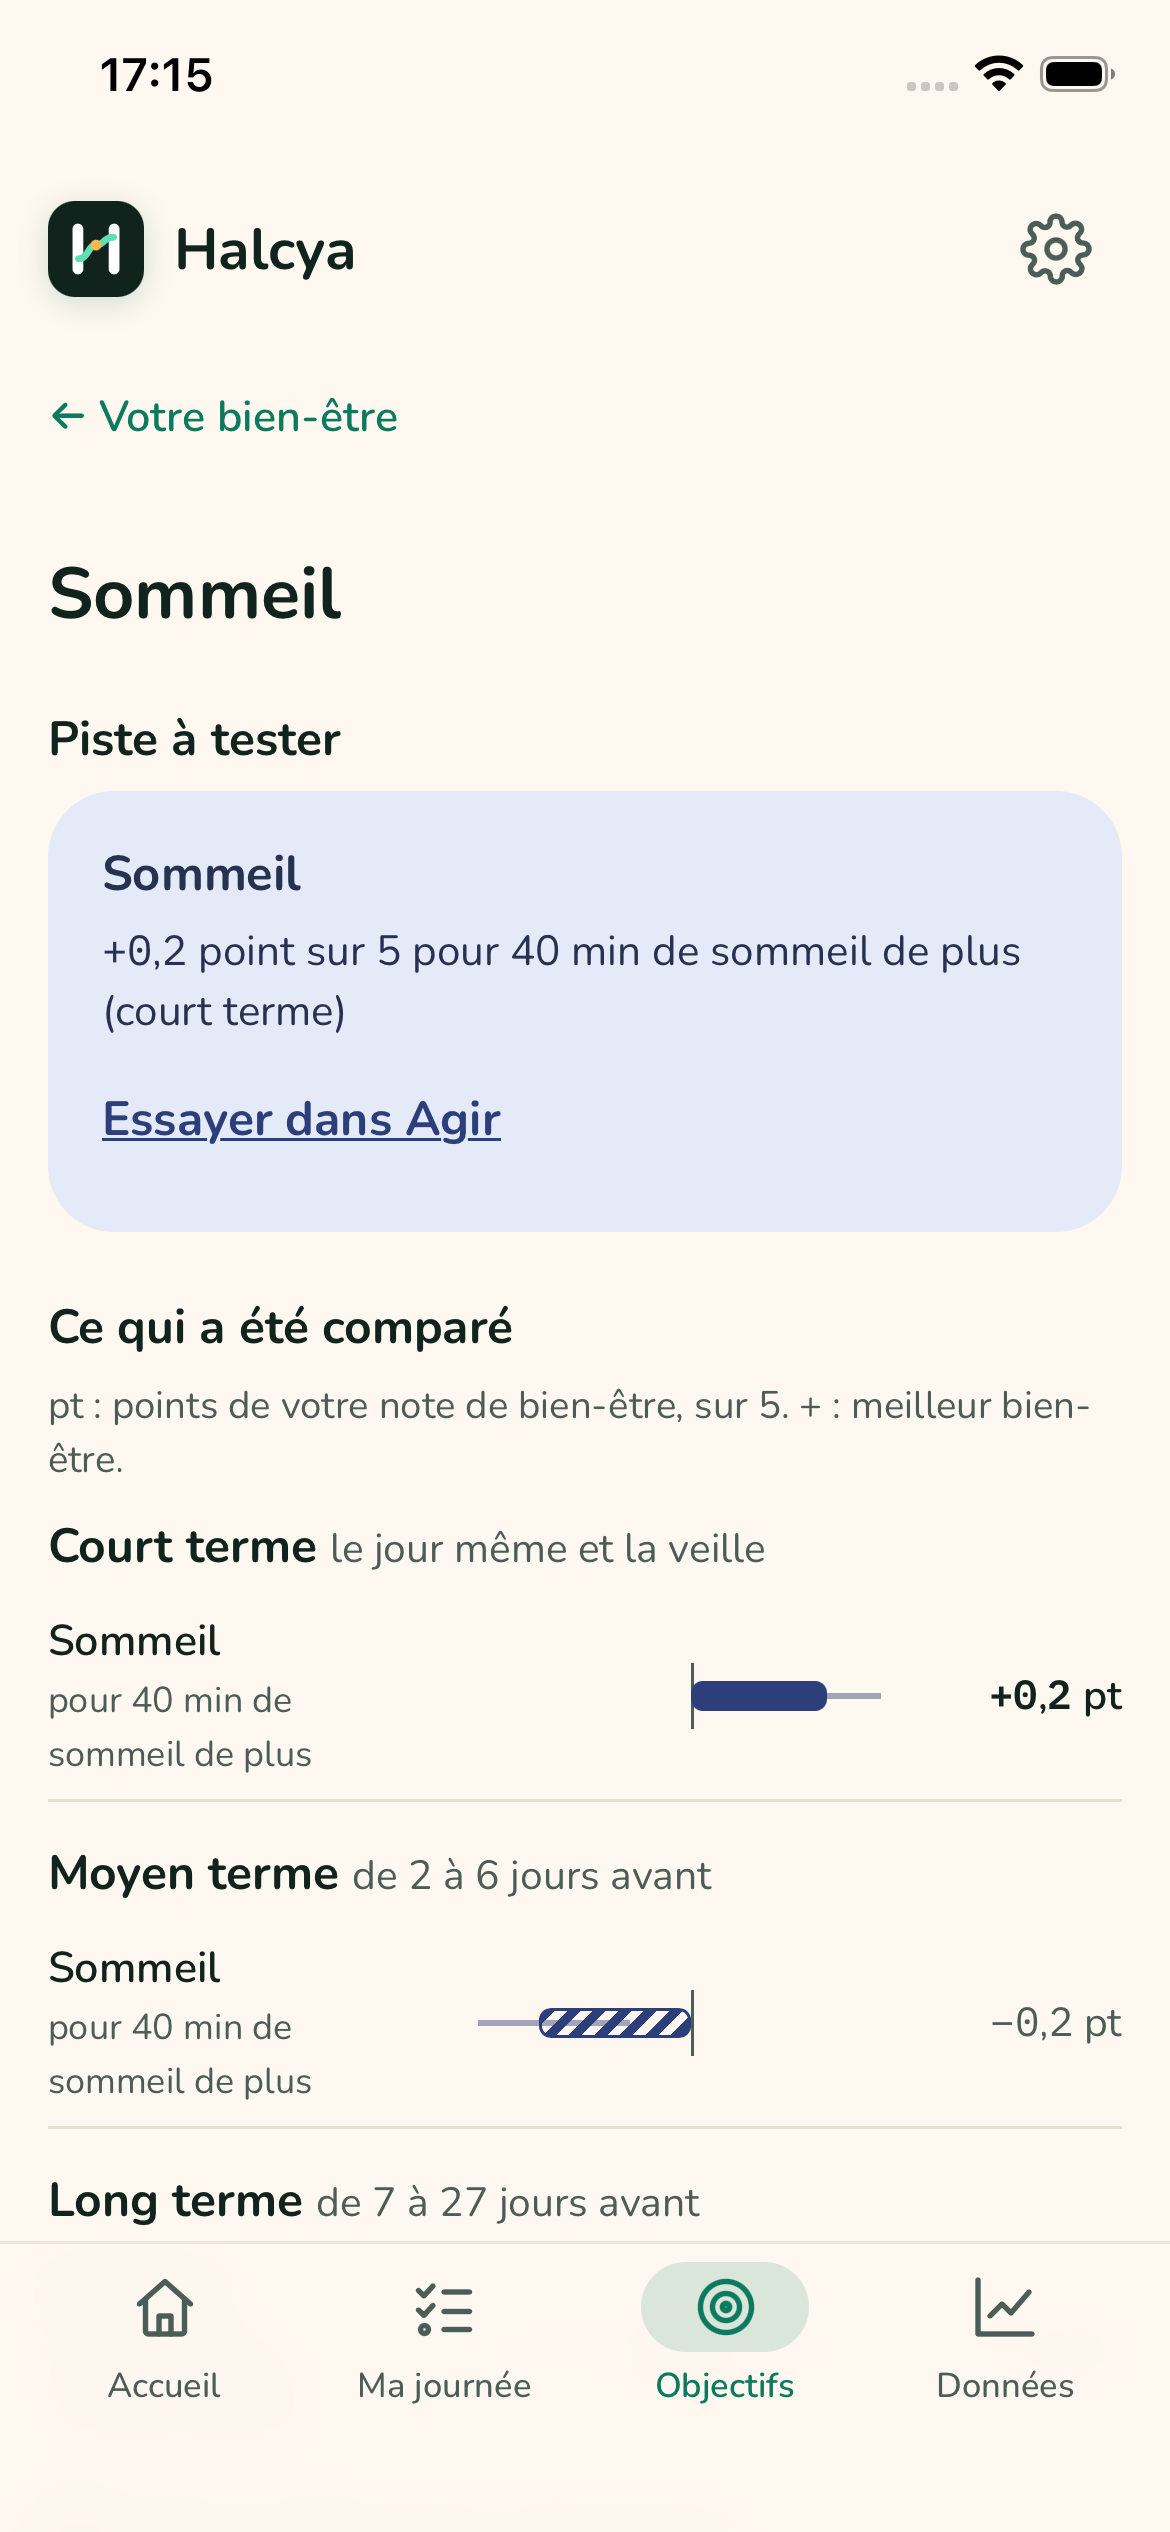 17:15
Halcya
← Votre bien-être
Sommeil
Piste à tester
Sommeil
+0,2 point sur 5 pour 40 min de sommeil de plus
(court terme)
Essayer dans Agir
Ce qui a été comparé
pt : points de votre note de bien-être, sur 5. + : meilleur bien-
être.
Court terme le jour même et la veille
Sommeil
pour 40 min de
sommeil de plus
+0,2 pt
Moyen terme de 2 à 6 jours avant
Sommeil
pour 40 min de
sommeil de plus
−0,2 pt
Long terme de 7 à 27 jours avant
Accueil
Ma journée
Objectifs
Données